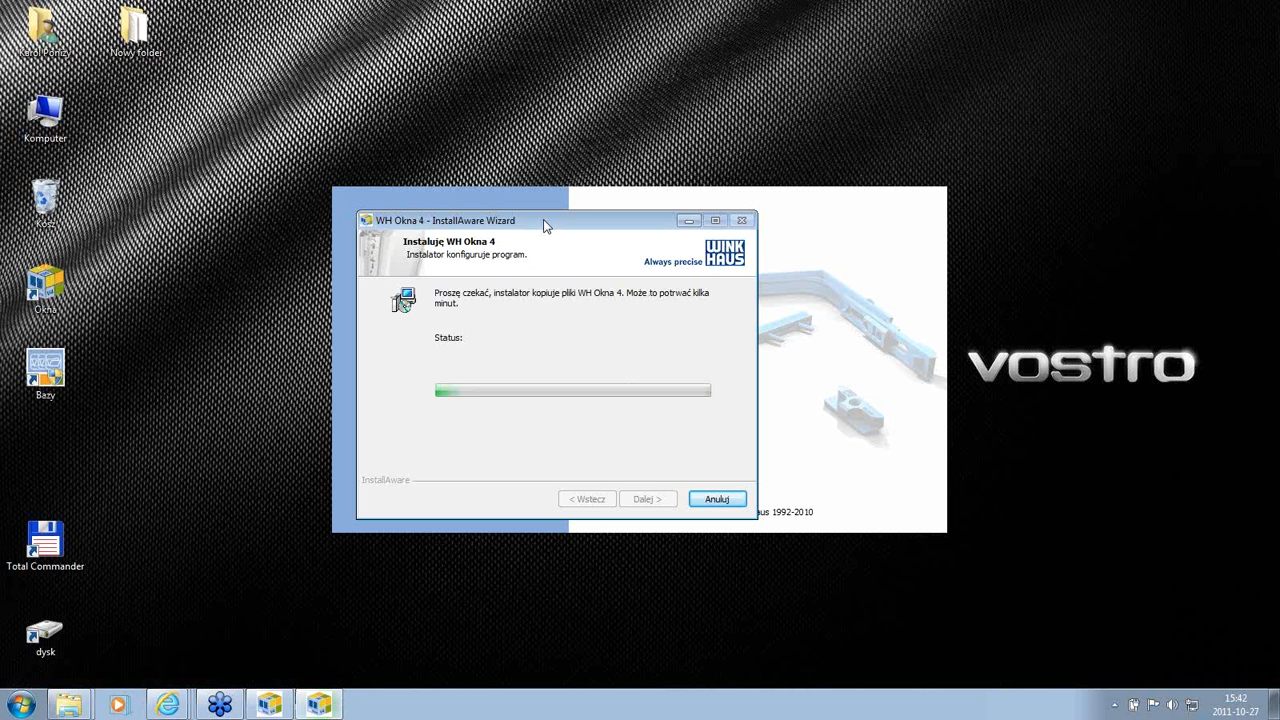 Karol Ponizy
Nowy folder
Komputer
Okna
Bazy
Total Commander
dysk
WH Okna 4 - InstallAware Wizard
Instaluję WH Okna 4
Instalator konfiguruje program.
Always precise
WINK
HAUS
Proszę czekać, instalator kopiuje pliki WH Okna 4. Może to potrwać kilka
minut.
Status:
InstallAware
< Wstecz
Dalej >
Anuluj
aus 1992-2010
vostro
15:42
2011-10-27